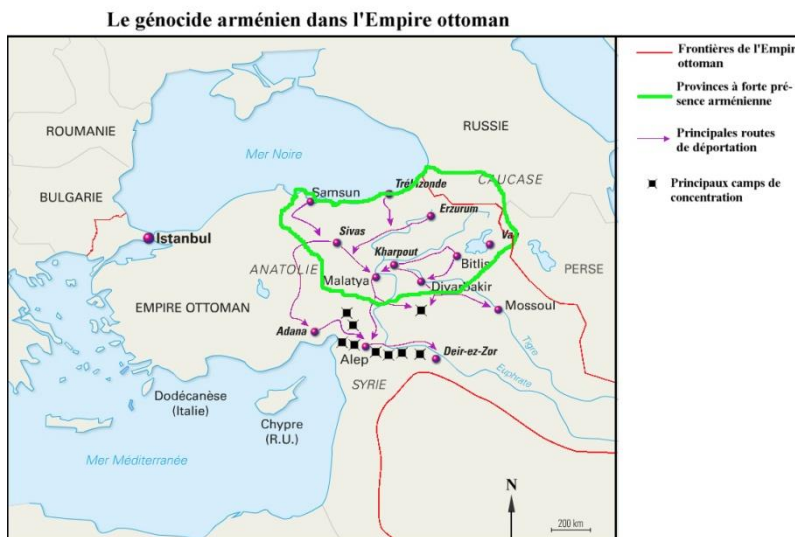 Le génocide arménien dans l'Empire ottoman
ROUMANIE
BULGARIE
Mer Noire
RUSSIE
CAUCASE
Samsun
Trébizonde
Erzurum
Sivas
Istanbul
Kharpout
Van
ANATOLIE
Bitlis
PERSE
Malatya
Diyarbakir
EMPIRE OTTOMAN
Mossoul
Adana
Alep
Deir-ez-Zor
Tigre
Euphrate
SYRIE
Dodécanèse
(Italie)
Chypre
(R.U.)
Mer Méditerranée
N
200 km
Frontières de l'Empir
ottoman
Provinces à forte pré-
sence arménienne
Principales routes
de déportation
Principaux camps de
concentration